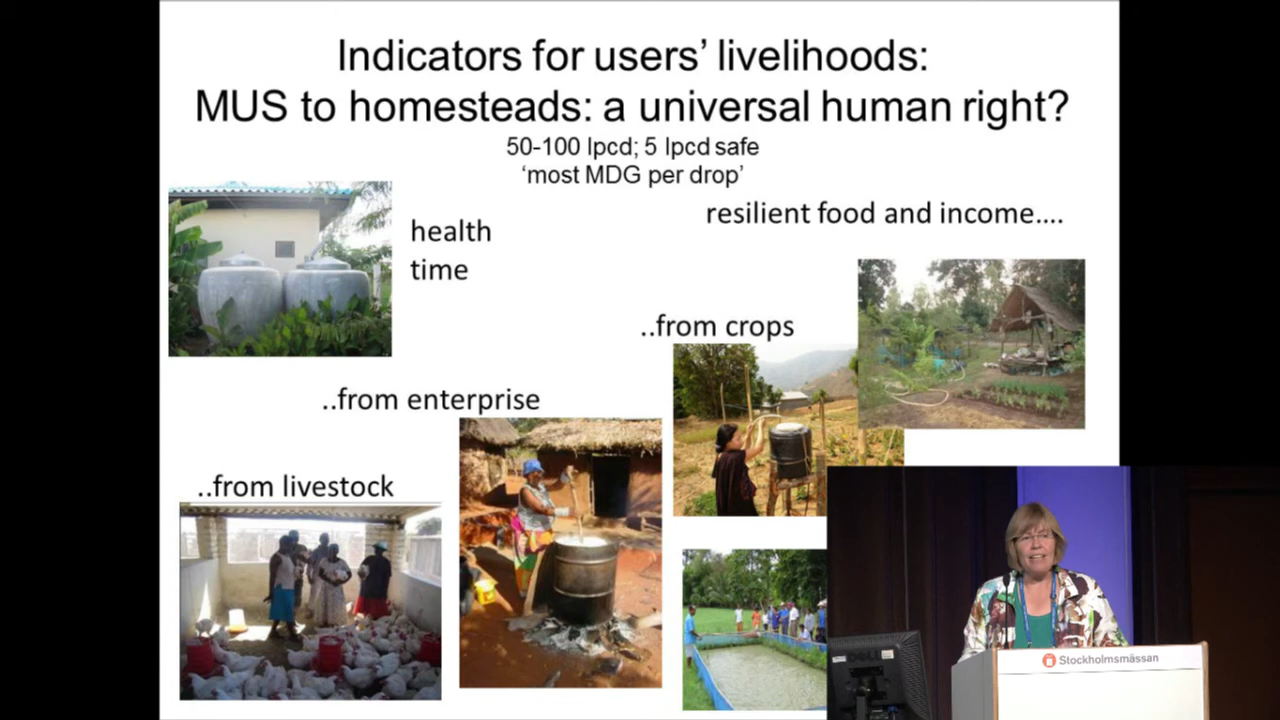 Indicators for users’ livelihoods:
MUS to homesteads: a universal human right?
50-100 lpcd; 5 lpcd safe
‘most MDG per drop’
resilient food and income....
health
time
..from crops
..from enterprise
..from livestock
Stockholmsmässan